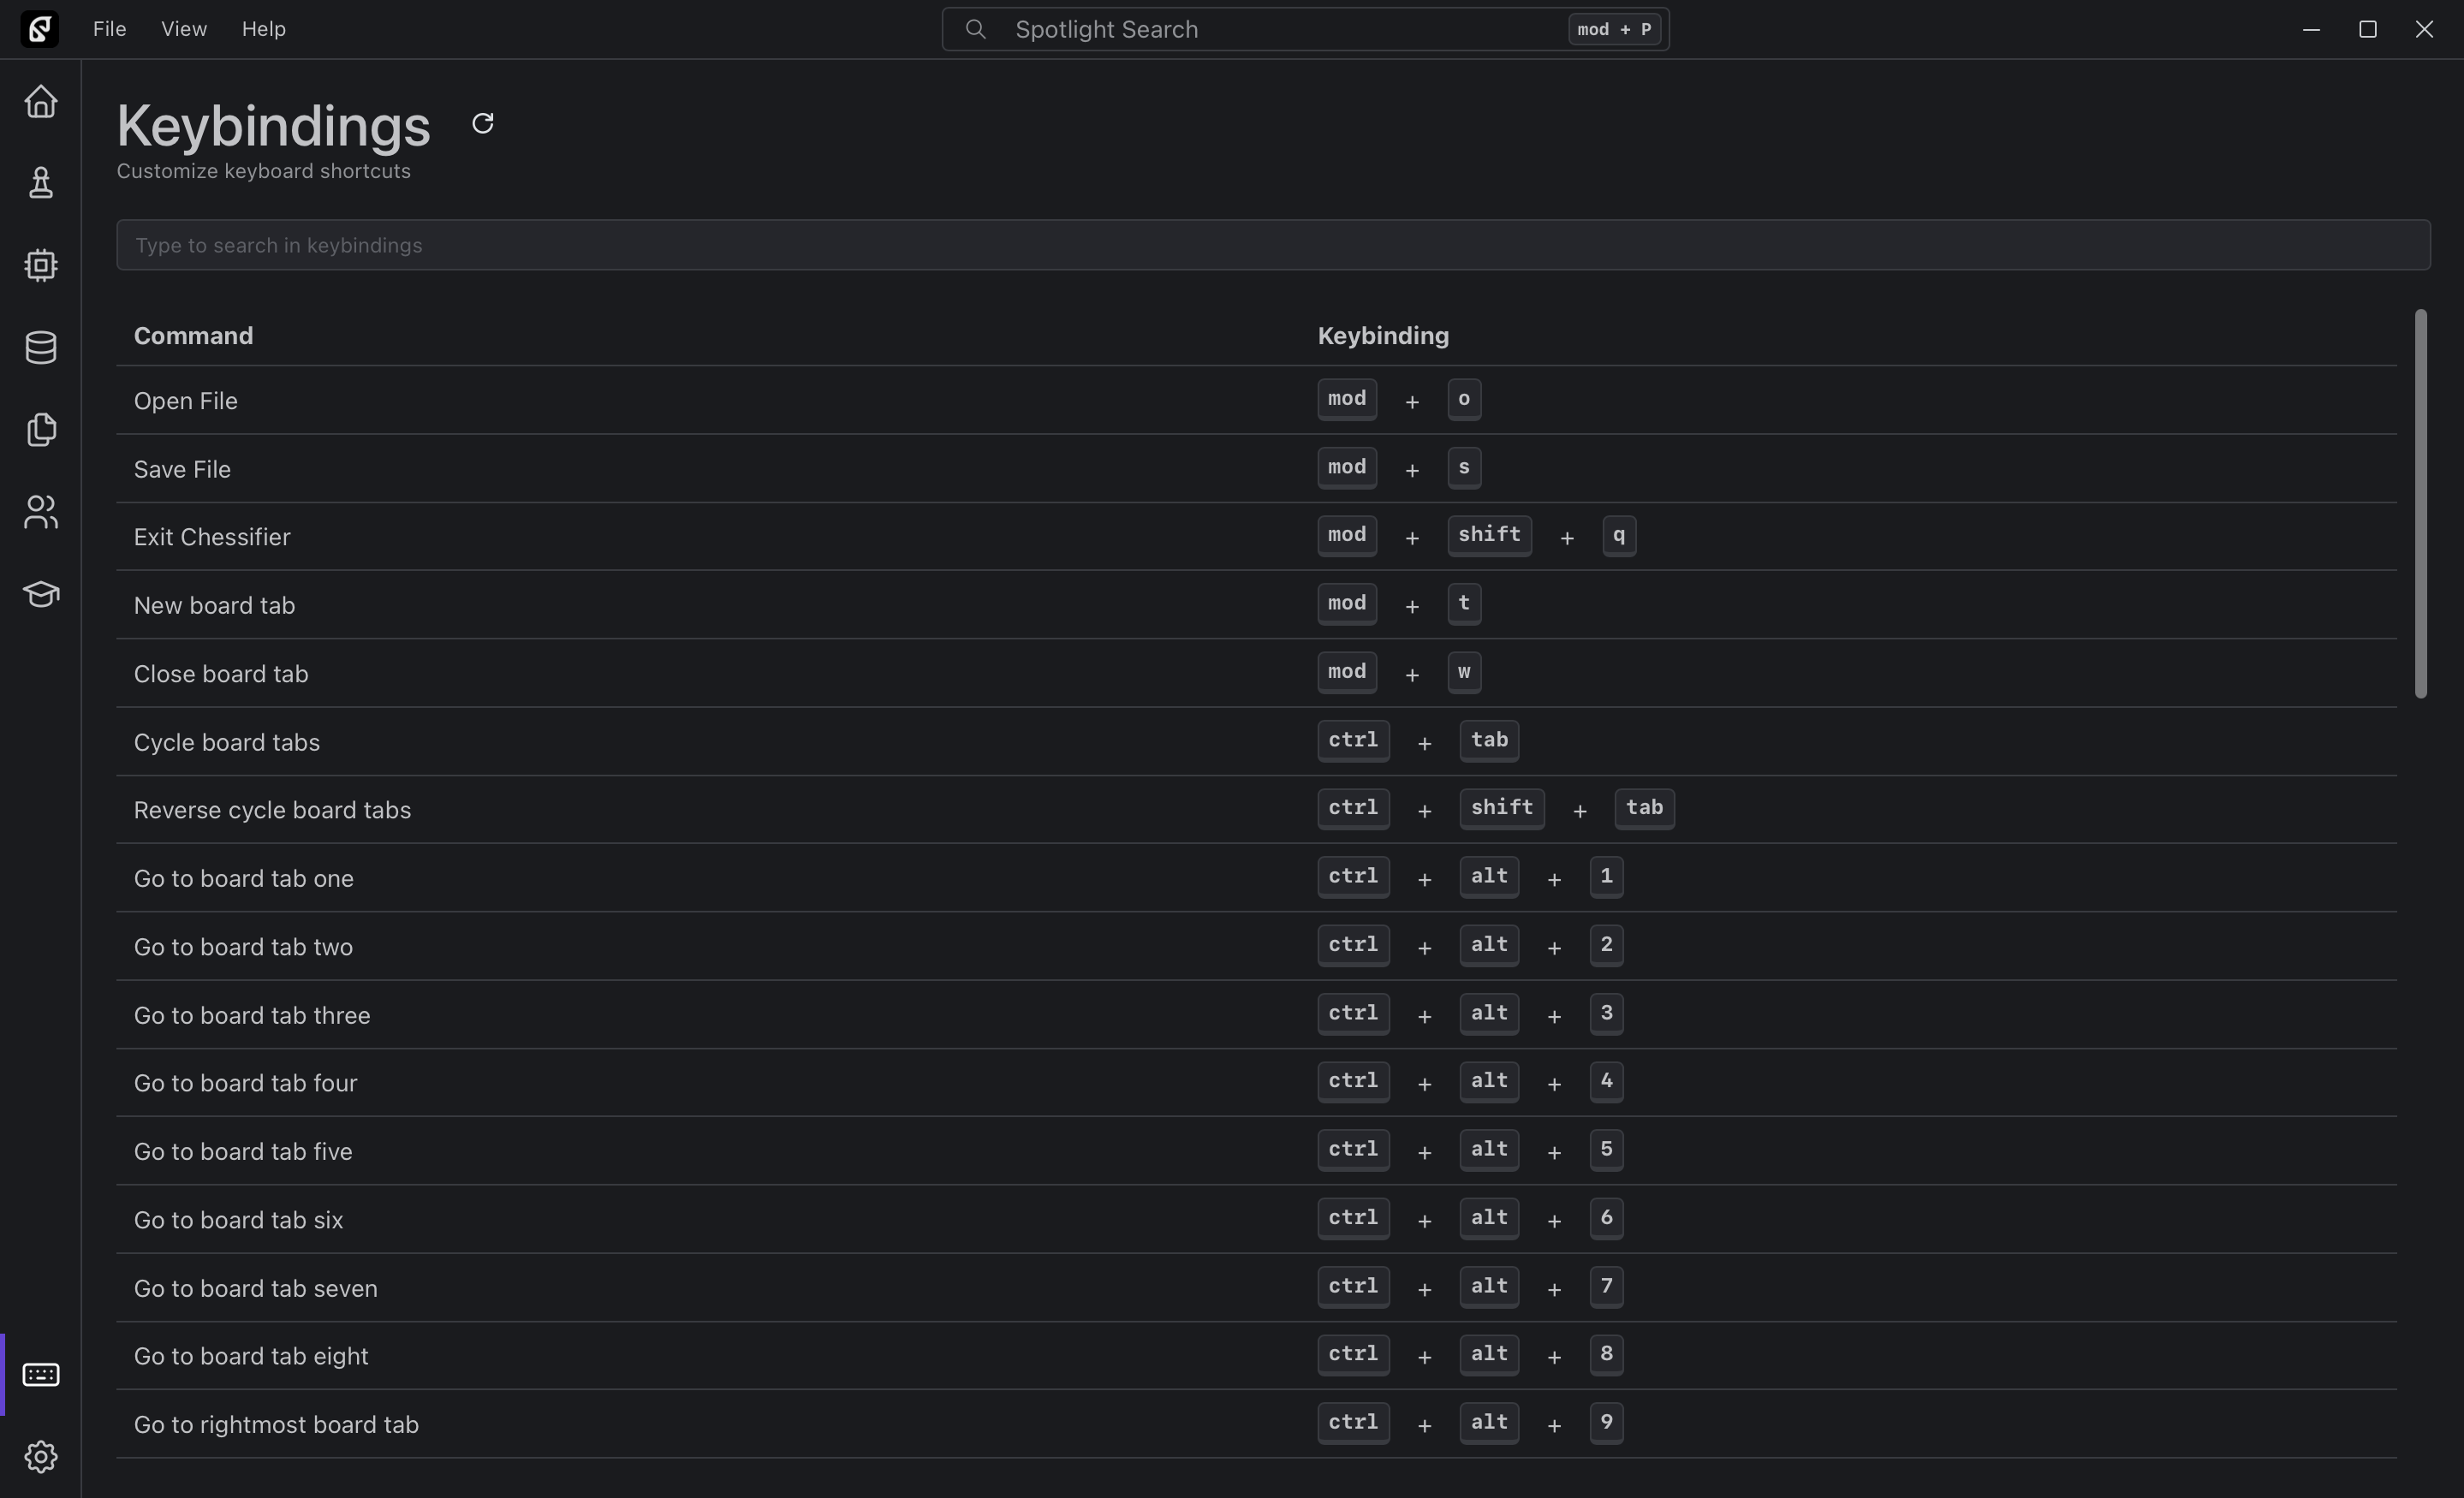 File View Help Spotlight Search mod + P
Keybindings
Customize keyboard shortcuts
Type to search in keybindings
Command Keybinding
Open File mod + o
Save File mod + s
Exit Chessifier mod + shift + q
New board tab mod + t
Close board tab mod + w
Cycle board tabs ctrl + tab
Reverse cycle board tabs ctrl + shift + tab
Go to board tab one ctrl + alt + 1
Go to board tab two ctrl + alt + 2
Go to board tab three ctrl + alt + 3
Go to board tab four ctrl + alt + 4
Go to board tab five ctrl + alt + 5
Go to board tab six ctrl + alt + 6
Go to board tab seven ctrl + alt + 7
Go to board tab eight ctrl + alt + 8
Go to rightmost board tab ctrl + alt + 9